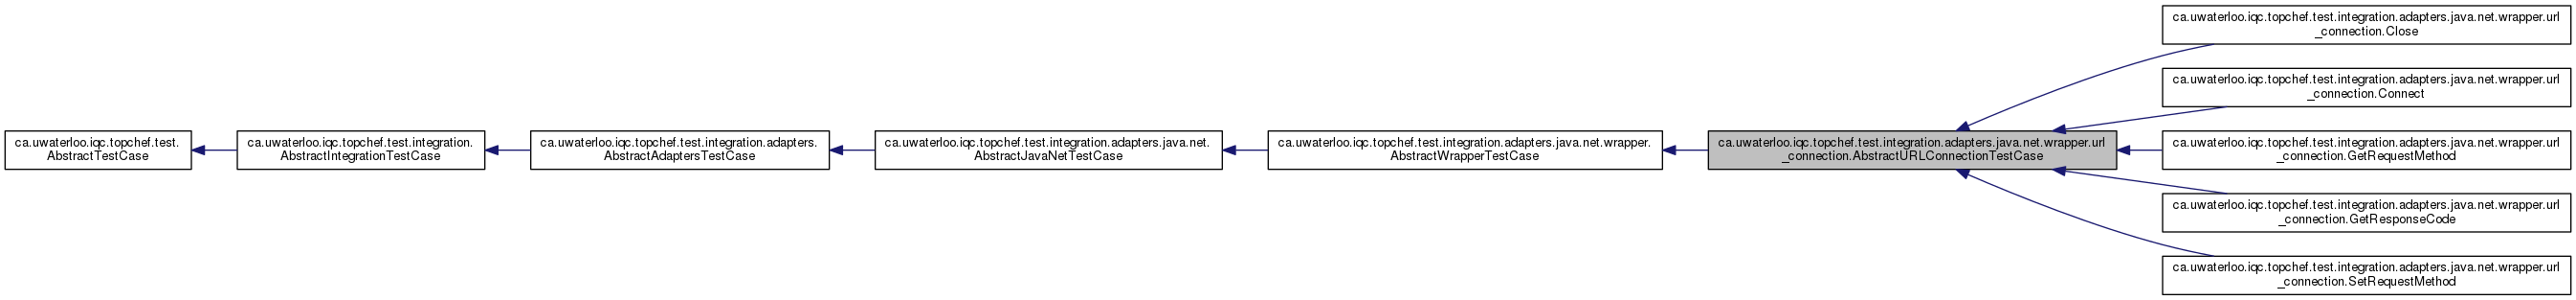 ca.uwaterloo.iqc.topchef.test.
AbstractTestCase
ca.uwaterloo.iqc.topchef.test.integration.
AbstractIntegrationTestCase
ca.uwaterloo.iqc.topchef.test.integration.adapters.
AbstractAdaptersTestCase
ca.uwaterloo.iqc.topchef.test.integration.adapters.java.net.
AbstractJavaNetTestCase
ca.uwaterloo.iqc.topchef.test.integration.adapters.java.net.wrapper.
AbstractWrapperTestCase
ca.uwaterloo.iqc.topchef.test.integration.adapters.java.net.wrapper.url
_connection.AbstractURLConnectionTestCase
ca.uwaterloo.iqc.topchef.test.integration.adapters.java.net.wrapper.url
_connection.Close
ca.uwaterloo.iqc.topchef.test.integration.adapters.java.net.wrapper.url
_connection.Connect
ca.uwaterloo.iqc.topchef.test.integration.adapters.java.net.wrapper.url
_connection.GetRequestMethod
ca.uwaterloo.iqc.topchef.test.integration.adapters.java.net.wrapper.url
_connection.GetResponseCode
ca.uwaterloo.iqc.topchef.test.integration.adapters.java.net.wrapper.url
_connection.SetRequestMethod